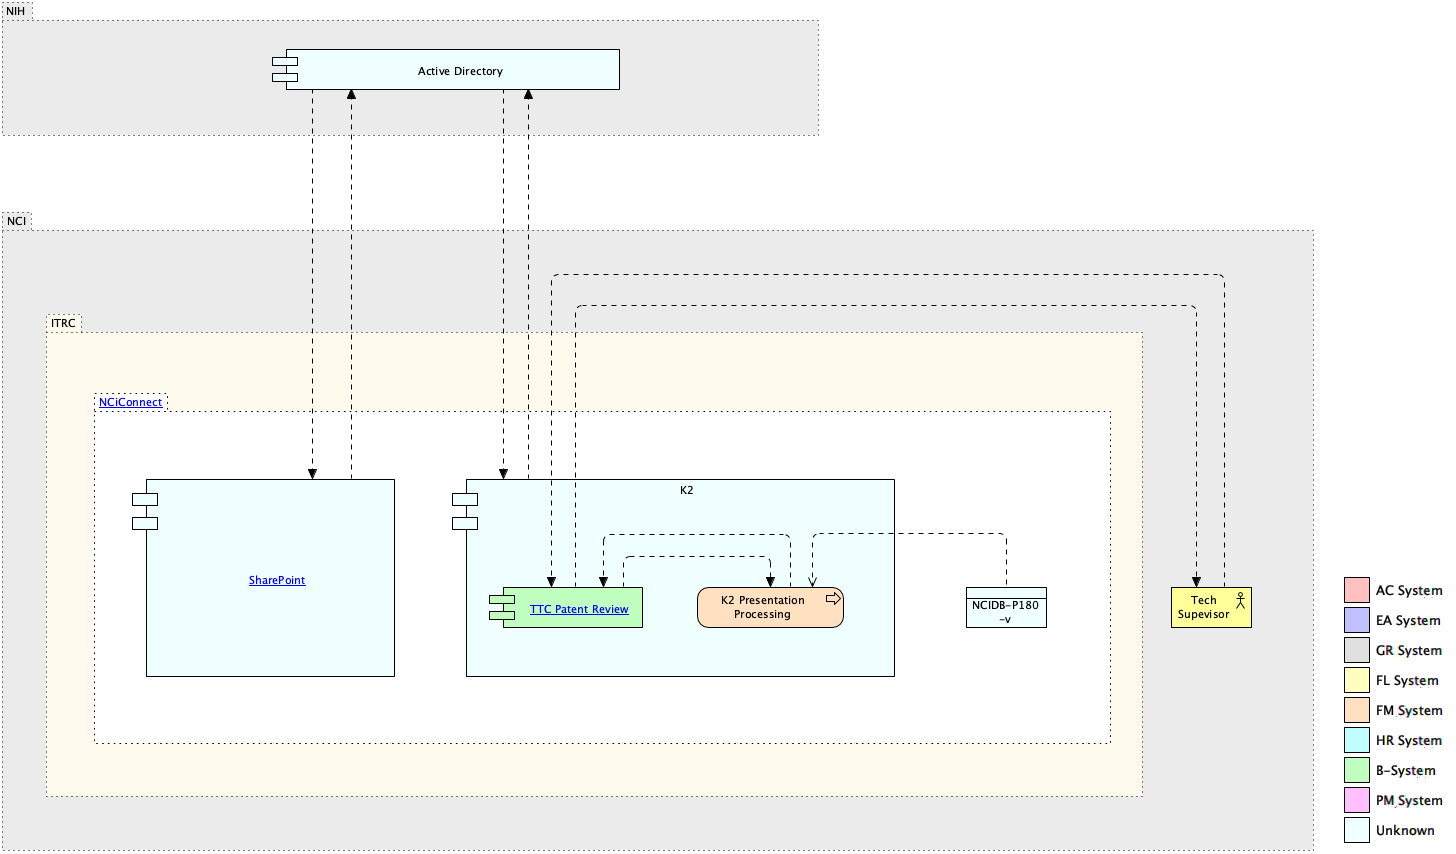 NIH
Active Directory
NCI
ITRC
NCiConnect
K2
SharePoint
TTC Patent Review
K2 Presentation
Processing
NCIDB-P180
-v
Tech
Supevisor
AC System
EA System
GR System
FL System
FM System
HR System
B-System
PM System
Unknown